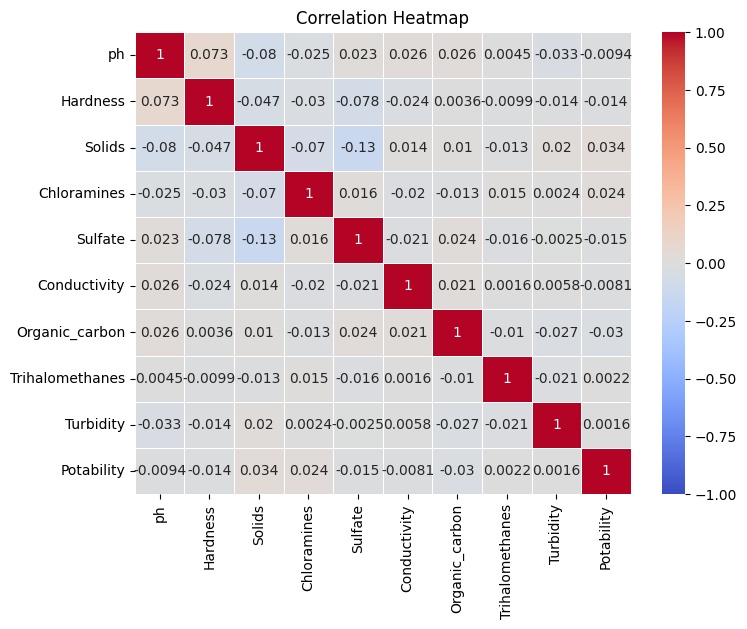 Correlation Heatmap
ph 1 0.073 -0.08 -0.025 0.023 0.026 0.026 0.0045 -0.033 -0.0094
Hardness 0.073 1 -0.047 -0.03 -0.078 -0.024 0.0036 -0.0099 -0.014 -0.014
Solids -0.08 -0.047 1 -0.07 -0.13 0.014 0.01 -0.013 0.02 0.034
Chloramines -0.025 -0.03 -0.07 1 0.016 -0.02 -0.013 0.015 0.0024 0.024
Sulfate 0.023 -0.078 -0.13 0.016 1 -0.021 0.024 -0.016 -0.0025 -0.015
Conductivity 0.026 -0.024 0.014 -0.02 -0.021 1 0.021 0.0016 0.0058 -0.0081
Organic_carbon 0.026 0.0036 0.01 -0.013 0.024 0.021 1 -0.01 -0.027 -0.03
Trihalomethanes 0.0045 -0.0099 -0.013 0.015 -0.016 0.0016 -0.01 1 -0.021 0.0022
Turbidity -0.033 -0.014 0.02 0.0024 -0.0025 0.0058 -0.027 -0.021 1 0.0016
Potability -0.0094 -0.014 0.034 0.024 -0.015 -0.0081 -0.03 0.0022 0.0016 1
ph
Hardness
Solids
Chloramines
Sulfate
Conductivity
Organic_carbon
Trihalomethanes
Turbidity
Potability
1.00
0.75
0.50
0.25
0.00
−0.25
−0.50
−0.75
−1.00